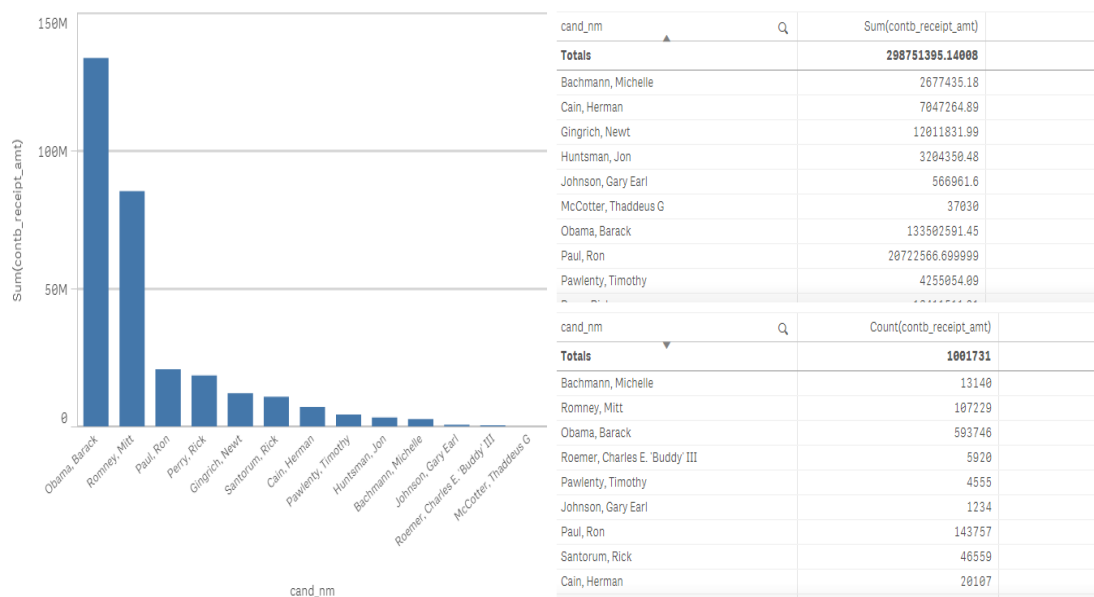 150M
100M
50M
0
Sum(contb_receipt_amt)
Obama, Barack
Romney, Mitt
Paul, Ron
Perry, Rick
Gingrich, Newt
Santorum, Rick
Cain, Herman
Pawlenty, Timothy
Huntsman, Jon
Bachmann, Michelle
Johnson, Gary Earl
Roemer, Charles E. 'Buddy' III
McCotter, Thaddeus G
cand_nm
cand_nm Sum(contb_receipt_amt)
Totals 298751395.14008
Bachmann, Michelle 2677435.18
Cain, Herman 7047264.89
Gingrich, Newt 12011831.99
Huntsman, Jon 3204350.48
Johnson, Gary Earl 566961.6
McCotter, Thaddeus G 37030
Obama, Barack 133502591.45
Paul, Ron 20722566.699999
Pawlenty, Timothy 4255054.09
cand_nm Count(contb_receipt_amt)
Totals 1001731
Bachmann, Michelle 13140
Romney, Mitt 107229
Obama, Barack 593746
Roemer, Charles E. 'Buddy' III 5920
Pawlenty, Timothy 4555
Johnson, Gary Earl 1234
Paul, Ron 143757
Santorum, Rick 46559
Cain, Herman 20107